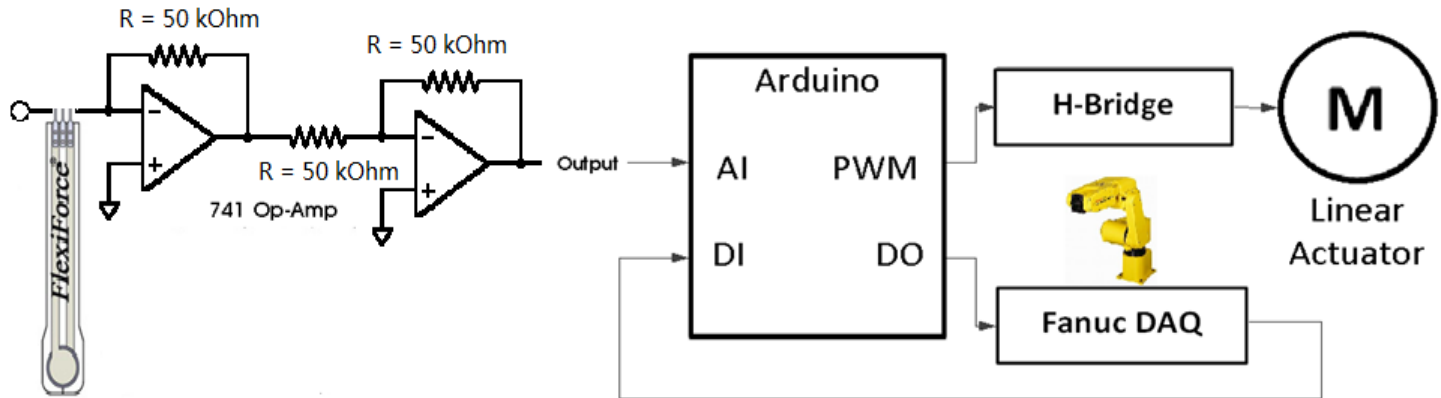 R = 50 kOhm
R = 50 kOhm
R = 50 kOhm
741 Op-Amp
FlexiForce®
Output
Arduino
AI
PWM
DI
DO
H-Bridge
M
Linear
Actuator
Fanuc DAQ